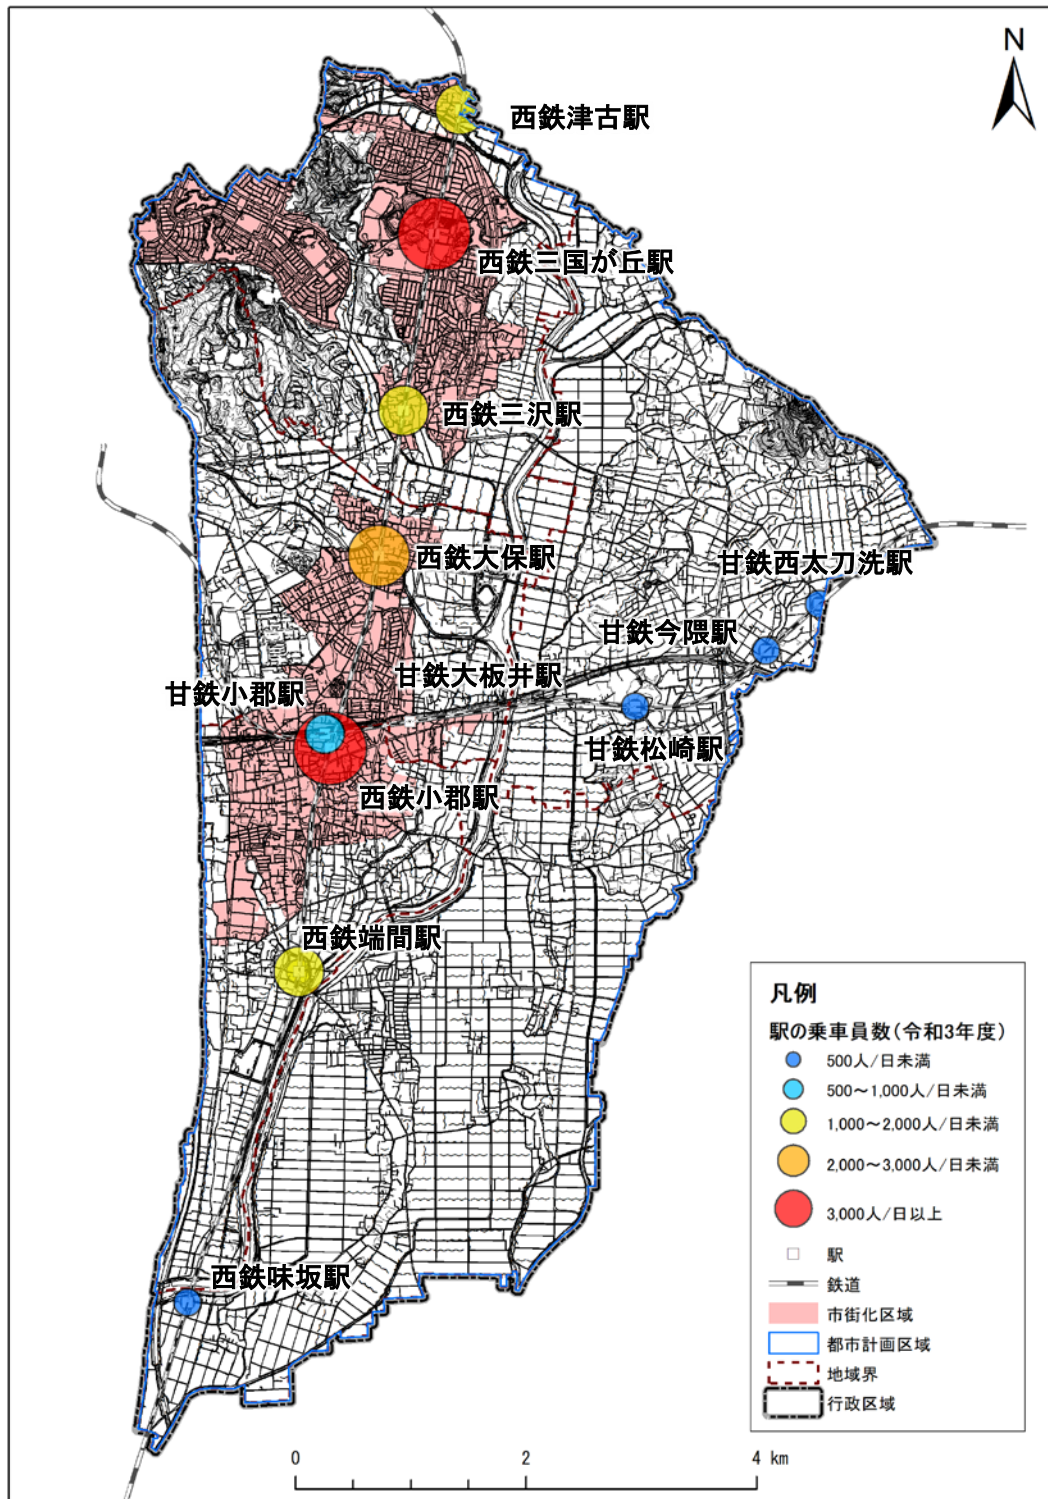 N
西鉄津古駅
西鉄三国が丘駅
西鉄三沢駅
西鉄大保駅
甘鉄西太刀洗駅
甘鉄今隈駅
甘鉄大板井駅
甘鉄小郡駅
甘鉄松崎駅
西鉄小郡駅
西鉄端間駅
西鉄味坂駅
凡例
駅の乗車員数(令和3年度)
500人/日未満
500～1,000人/日未満
1,000～2,000人/日未満
2,000～3,000人/日未満
3,000人/日以上
駅
鉄道
市街化区域
都市計画区域
地域界
行政区域
0 2 4 km